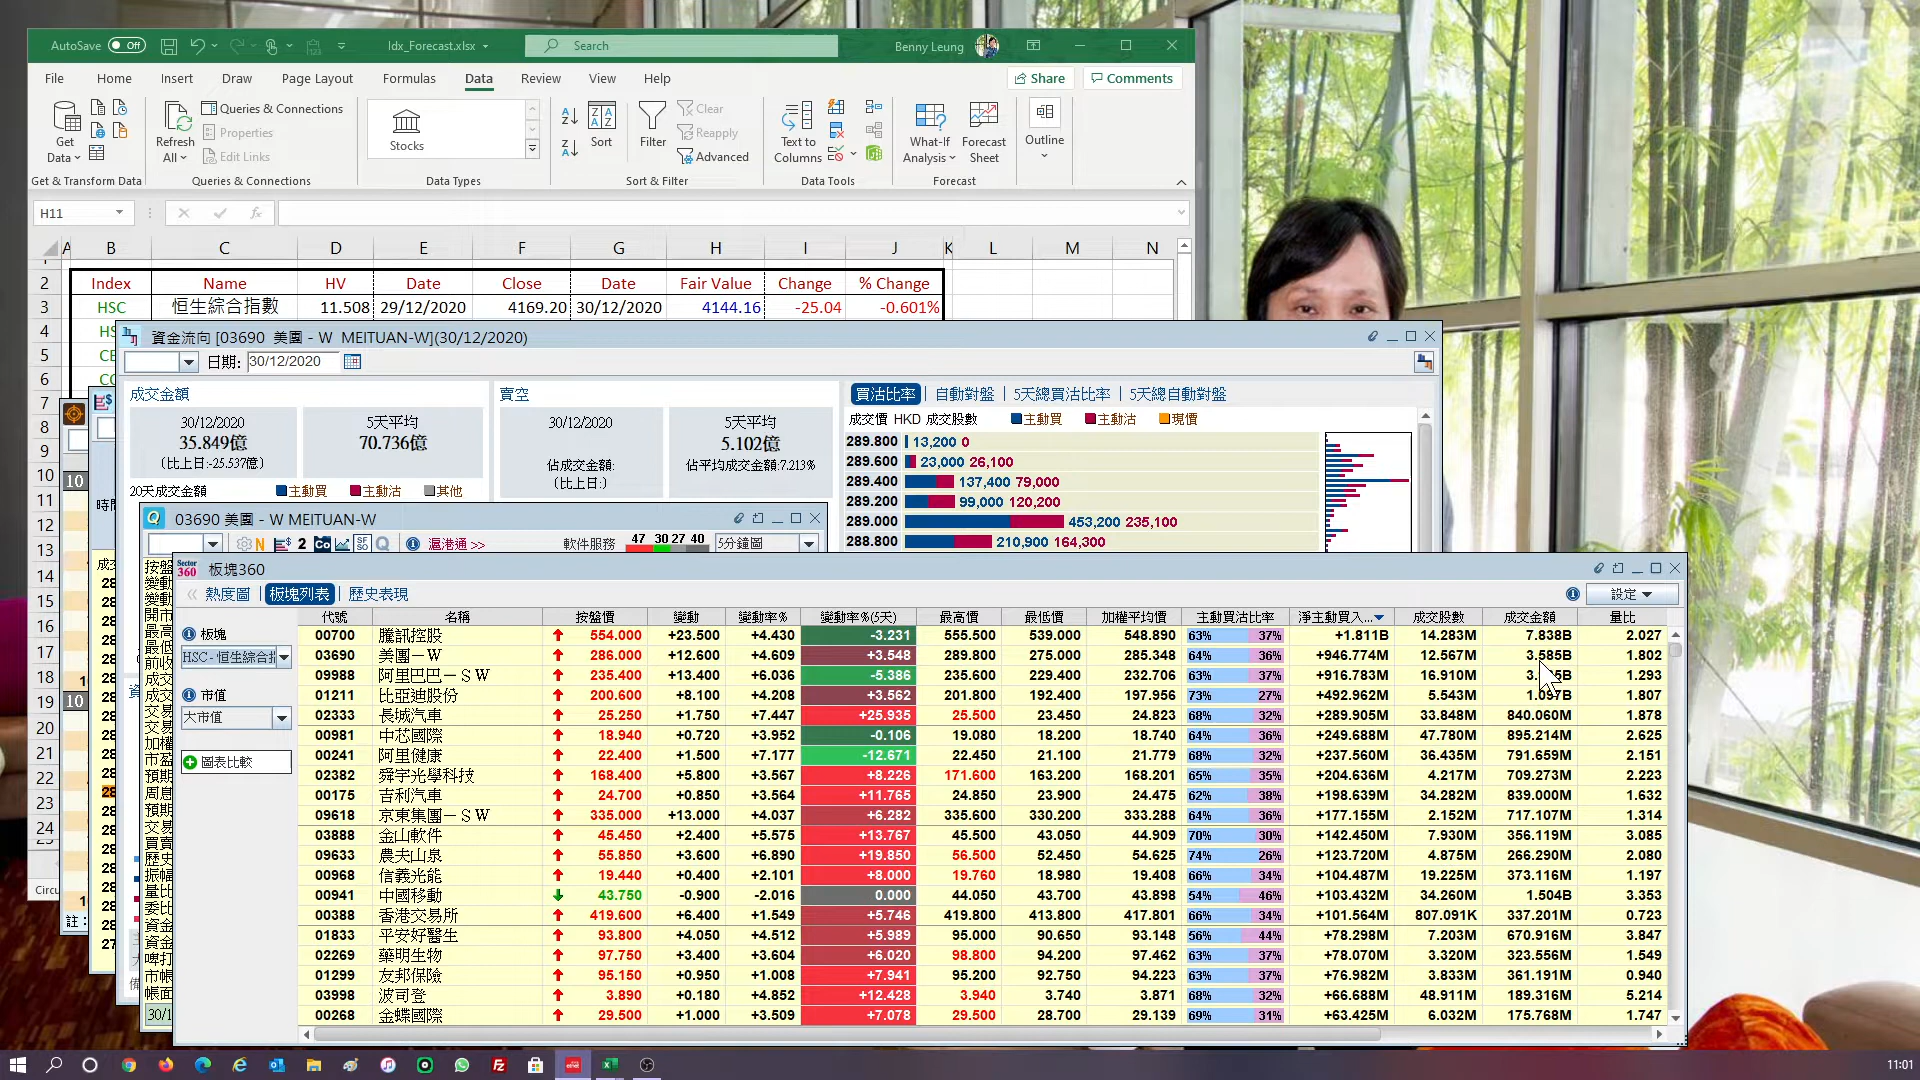 AutoSave Off Idx_Forecast.xlsx Search Benny Leung
File Home Insert Draw Page Layout Formulas Data Review View Help Share Comments
Get Data Refresh All Queries & Connections Properties Edit Links Stocks Sort Filter Clear Reapply Advanced Text to Columns What-If Analysis Forecast Sheet Outline
Get & Transform Data Queries & Connections Data Types Sort & Filter Data Tools Forecast
H11
A B C D E F G H I J K L M N
2 Index Name HV Date Close Date Fair Value Change % Change
3 HSC 恒生綜合指數 11.508 29/12/2020 4169.20 30/12/2020 4144.16 -25.04 -0.601%
4
5
6
7
8
9
10
11
12
13
14
15
16
17
18
19
20
21
22
23
24
資金流向 [03690 美團 - W MEITUAN-W](30/12/2020)
日期: 30/12/2020
成交金額
30/12/2020 5天平均
35.849億 70.736億
(比上日:-25.537億)
20天成交金額 主動買 主動沽 其他
賣空
30/12/2020 5天平均
5.102億
佔成交金額: 佔平均成交金額:7.213%
(比上日:)
買沽比率 自動對盤 5天總買沽比率 5天總自動對盤
成交價 HKD 成交股數 主動買 主動沽 現價
289.800 13,200 0
289.600 23,000 26,100
289.400 137,400 79,000
289.200 99,000 120,200
289.000 453,200 235,100
288.800 210,900 164,300
03690 美團 - W MEITUAN-W
滬港通 >> 軟件服務 47 30 27 40 5分鐘圖
板塊360
熱度圖 板塊列表 歷史表現 設定
板塊
HSC - 恒生綜合
市值
大市值
圖表比較
代號 名稱 按盤價 變動 變動率% 變動率%(5天) 最高價 最低價 加權平均價 主動買沽比率 淨主動買入... 成交股數 成交金額 量比
00700 騰訊控股 554.000 +23.500 +4.430 -3.231 555.500 539.000 548.890 63% 37% +1.811B 14.283M 7.838B 2.027
03690 美團－W 286.000 +12.600 +4.609 +3.548 289.800 275.000 285.348 64% 36% +946.774M 12.567M 3.585B 1.802
09988 阿里巴巴－ＳＷ 235.400 +13.400 +6.036 -5.386 235.600 229.400 232.706 63% 37% +916.783M 16.910M 1.293
01211 比亞迪股份 200.600 +8.100 +4.208 +3.562 201.800 192.400 197.956 73% 27% +492.962M 5.543M 1.097B 1.807
02333 長城汽車 25.250 +1.750 +7.447 +25.935 25.500 23.450 24.823 68% 32% +289.905M 33.848M 840.060M 1.878
00981 中芯國際 18.940 +0.720 +3.952 -0.106 19.080 18.200 18.740 64% 36% +249.688M 47.780M 895.214M 2.625
00241 阿里健康 22.400 +1.500 +7.177 -12.671 22.450 21.100 21.779 68% 32% +237.560M 36.435M 791.659M 2.151
02382 舜宇光學科技 168.400 +5.800 +3.567 +8.226 171.600 163.200 168.201 65% 35% +204.636M 4.217M 709.273M 2.223
00175 吉利汽車 24.700 +0.850 +3.564 +11.765 24.850 23.900 24.475 62% 38% +198.639M 34.282M 839.000M 1.632
09618 京東集團－ＳＷ 335.000 +13.000 +4.037 +6.282 335.600 330.200 333.288 64% 36% +177.155M 2.152M 717.107M 1.314
03888 金山軟件 45.450 +2.400 +5.575 +13.767 45.500 43.050 44.909 70% 30% +142.450M 7.930M 356.119M 3.085
09633 農夫山泉 55.850 +3.600 +6.890 +19.850 56.500 52.450 54.625 74% 26% +123.720M 4.875M 266.290M 2.080
00968 信義光能 19.440 +0.400 +2.101 +8.000 19.760 18.980 19.408 66% 34% +104.487M 19.225M 373.116M 1.197
00941 中國移動 43.750 -0.900 -2.016 0.000 44.050 43.700 43.898 54% 46% +103.432M 34.260M 1.504B 3.353
00388 香港交易所 419.600 +6.400 +1.549 +5.746 419.800 413.800 417.801 66% 34% +101.564M 807.091K 337.201M 0.723
01833 平安好醫生 93.800 +4.050 +4.512 +5.989 95.000 90.650 93.148 56% 44% +78.298M 7.203M 670.916M 3.847
02269 藥明生物 97.750 +3.400 +3.604 +6.020 98.800 94.200 97.462 63% 37% +78.070M 3.320M 323.556M 1.549
01299 友邦保險 95.150 +0.950 +1.008 +7.941 95.200 92.750 94.223 63% 37% +76.982M 3.833M 361.191M 0.940
03998 波司登 3.890 +0.180 +4.852 +12.428 3.940 3.740 3.871 68% 32% +66.688M 48.911M 189.316M 5.214
00268 金蝶國際 29.500 +1.000 +3.509 +7.078 29.500 28.700 29.139 69% 31% +63.425M 6.032M 175.768M 1.747
11:01